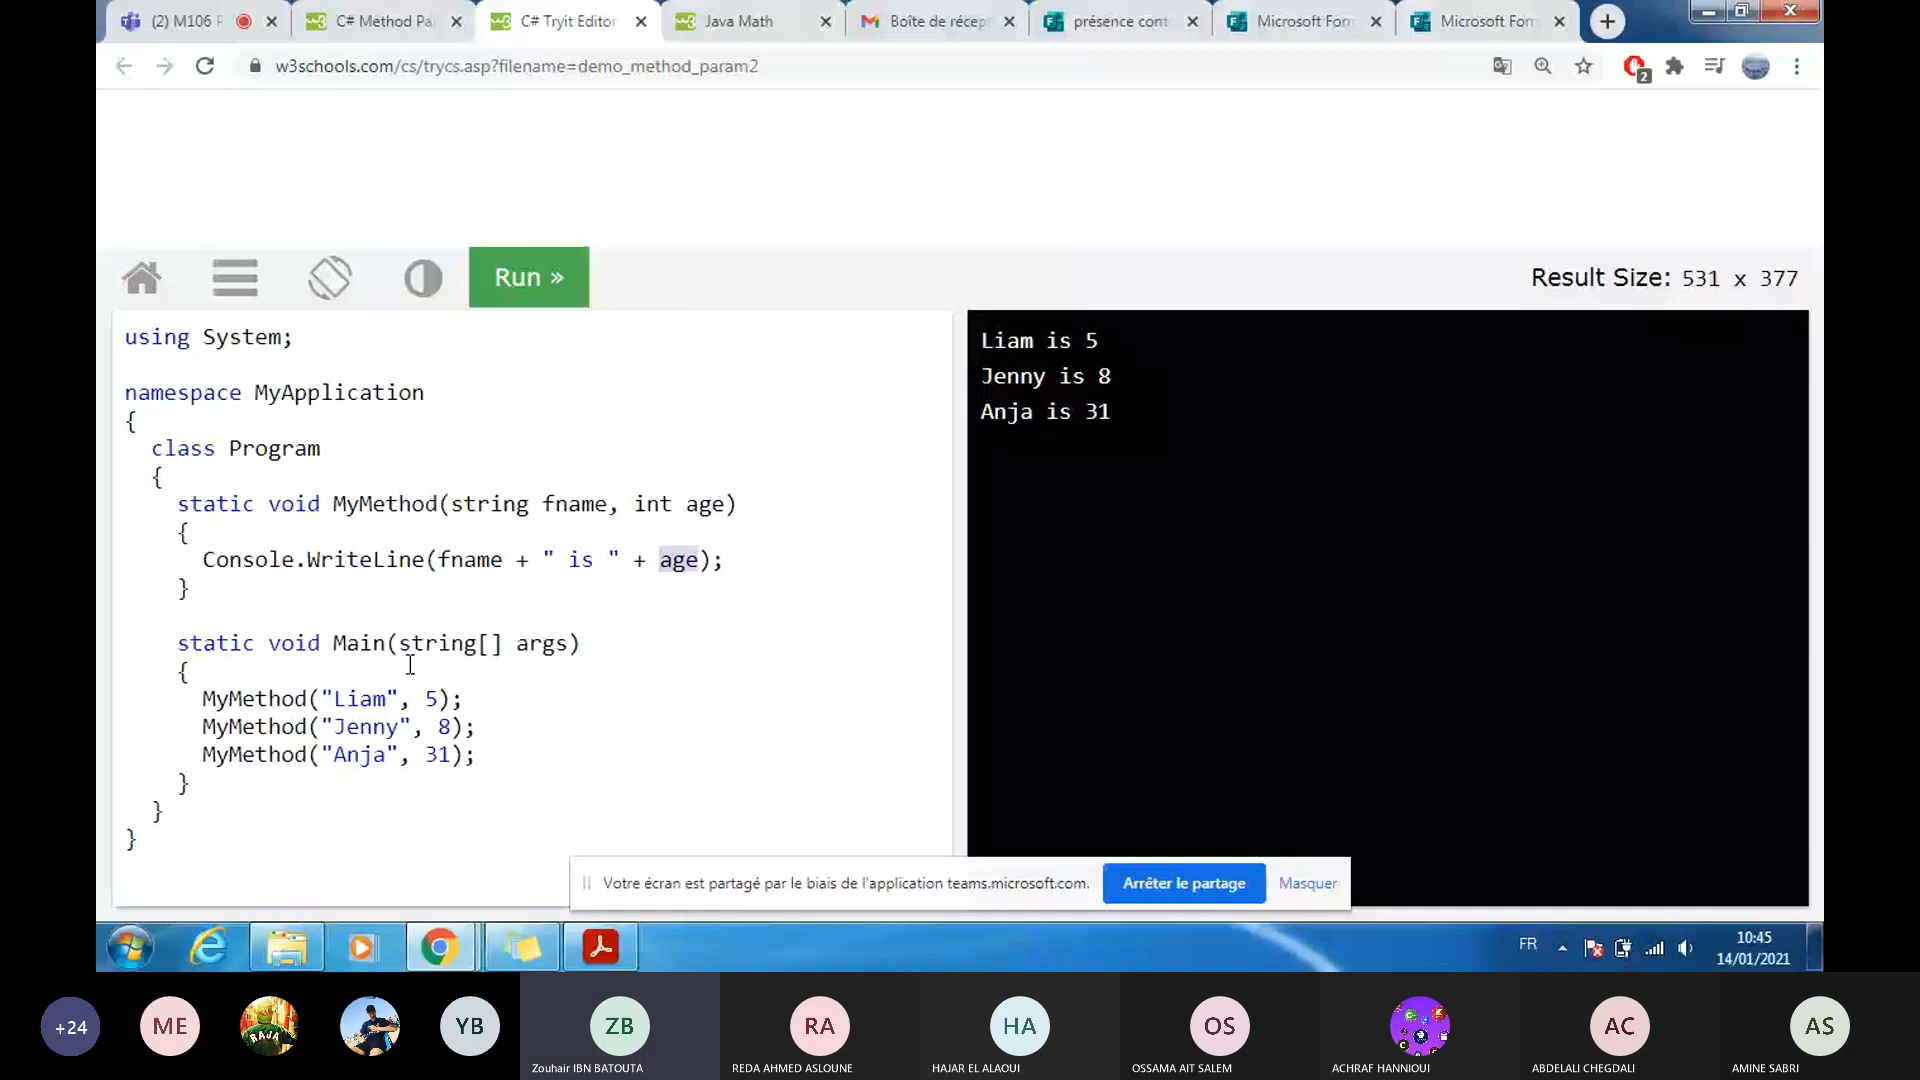 (2) M106
C# Method Pa
C# Tryit Editor
Java Math
Boîte de récep
présence cont
Microsoft For
Microsoft For
w3schools.com/cs/trycs.asp?filename=demo_method_param2
2
Run »
Result Size: 531 x 377
using System;
namespace MyApplication
{
class Program
{
static void MyMethod(string fname, int age)
{
Console.WriteLine(fname + " is " + age);
}
static void Main(string[] args)
{
MyMethod("Liam", 5);
MyMethod("Jenny", 8);
MyMethod("Anja", 31);
}
}
}
Liam is 5
Jenny is 8
Anja is 31
Votre écran est partagé par le biais de l'application teams.microsoft.com.
Arrêter le partage
Masquer
FR
10:45
14/01/2021
+24
ME
RAJA
YB
ZB
RA
HA
OS
AC
AS
Zouhair IBN BATOUTA
REDA AHMED ASLOUNE
HAJAR EL ALAOUI
OSSAMA AIT SALEM
ACHRAF HANNIOUI
ABDELALI CHEGDALI
AMINE SABRI